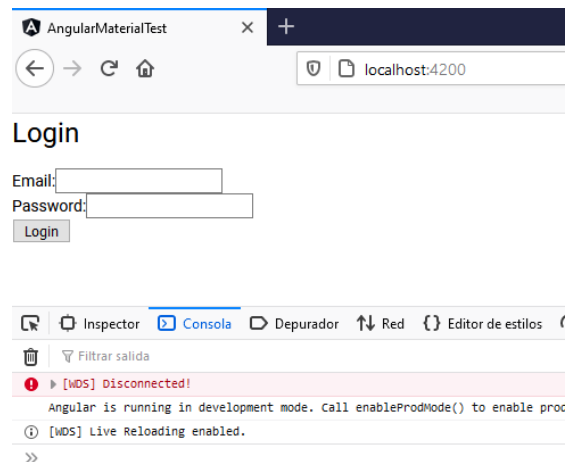 AngularMaterialTest
localhost:4200
Login
Email:
Password:
Login
Inspector Consola Depurador Red Editor de estilos
Filtrar salida
[WDS] Disconnected!
Angular is running in development mode. Call enableProdMode() to enable
[WDS] Live Reloading enabled.